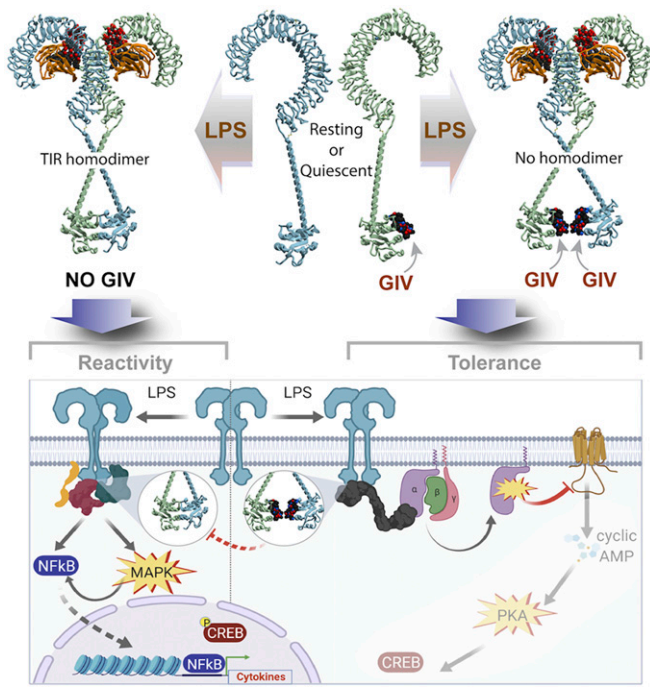 LPS
Resting
or
Quiescent
LPS
TIR homodimer
No homodimer
NO GIV
GIV
GIV
GIV
Reactivity
Tolerance
LPS
LPS
α
β
γ
NFkB
MAPK
cyclic
AMP
PKA
P
CREB
CREB
NFkB
Cytokines